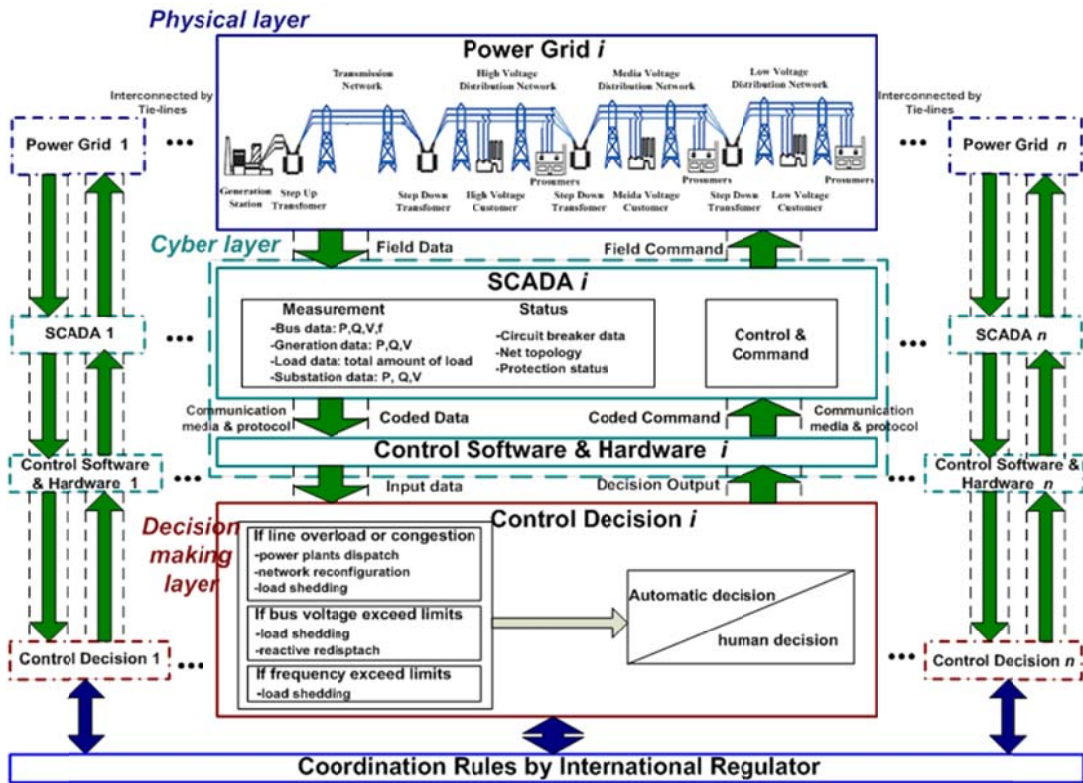 Physical layer
Power Grid i
Transmission
Network
High Voltage
Distribution Network
Media Voltage
Distribution Network
Low Voltage
Distribution Network
Interconnected by
Tie-lines
Interconnected by
Tie-lines
Power Grid 1
•••
•••
Power Grid n
Generation
Station
Step Up
Transfomer
Step Down
Transfomer
High Voltage
Customer
Prosumers
Step Down
Transfomer
Meida Voltage
Customer
Prosumers
Step Down
Transfomer
Low Voltage
Customer
Prosumers
Cyber layer
Field Data
Field Command
SCADA i
Measurement
-Bus data: P,Q,V,f
-Gneration data: P,Q,V
-Load data: total amount of load
-Substation data: P, Q,V
Status
-Circuit breaker data
-Net topology
-Protection status
Control &
Command
SCADA 1
•••
•••
SCADA n
Communication
media & protocol
Coded Data
Coded Command
Communication
media & protocol
Control Software & Hardware i
Control Software
& Hardware 1
•••
•••
Control Software &
Hardware n
Input data
Decision Output
Decision
making
layer
Control Decision i
If line overload or congestion
-power plants dispatch
-network reconfiguration
-load shedding
If bus voltage exceed limits
-load shedding
-reactive redisptach
If frequency exceed limits
-load shedding
Automatic decision
human decision
Control Decision 1
•••
•••
Control Decision n
Coordination Rules by International Regulator